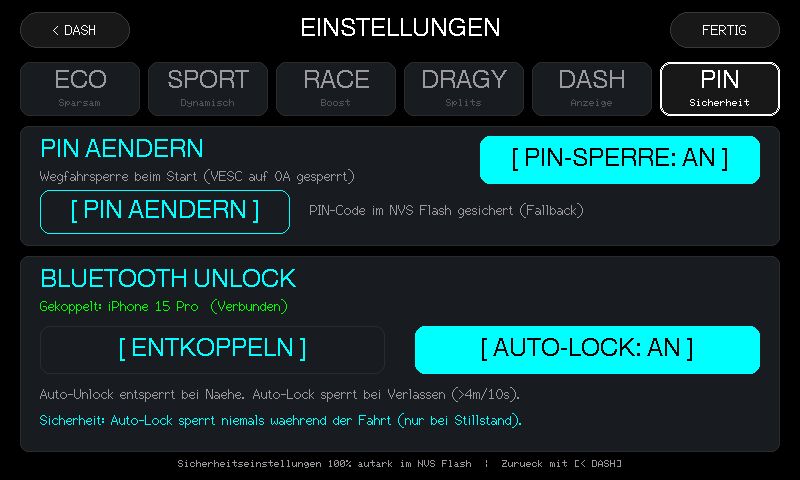 < DASH
EINSTELLUNGEN
FERTIG
ECO
Sparsam
SPORT
Dynamisch
RACE
Boost
DRAGY
Splits
DASH
Anzeige
PIN
Sicherheit
PIN AENDERN
Wegfahrsperre beim Start (VESC auf 0A gesperrt)
[ PIN-SPERRE: AN ]
[ PIN AENDERN ]
PIN-Code im NVS Flash gesichert (Fallback)
BLUETOOTH UNLOCK
Gekoppelt: iPhone 15 Pro (Verbunden)
[ ENTKOPPELN ]
[ AUTO-LOCK: AN ]
Auto-Unlock entsperrt bei Naehe. Auto-Lock sperrt bei Verlassen (>4m/10s).
Sicherheit: Auto-Lock sperrt niemals waehrend der Fahrt (nur bei Stillstand).
Sicherheitseinstellungen 100% autark im NVS Flash | Zurueck mit [< DASH]